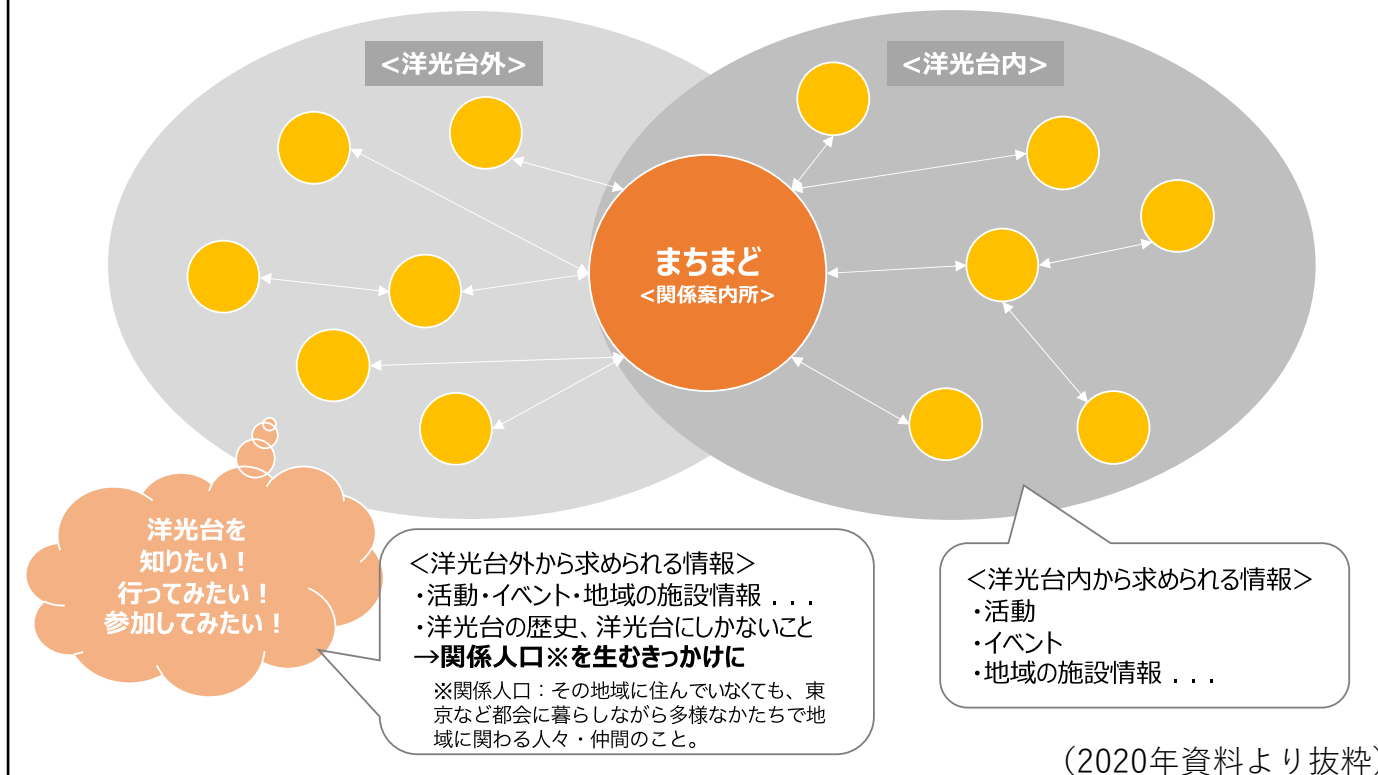 <洋光台外>
<洋光台内>
まちまど
<関係案内所>
洋光台を
知りたい！
行ってみたい！
参加してみたい！
<洋光台外から求められる情報>
・活動・イベント・地域の施設情報 . . .
・洋光台の歴史、洋光台にしかないこと
→関係人口※を生むきっかけに
※関係人口：その地域に住んでいなくても、東
京など都会に暮らしながら多様なかたちで地
域に関わる人々・仲間のこと。
<洋光台内から求められる情報>
・活動
・イベント
・地域の施設情報 . . .
(2020年資料より抜粋)